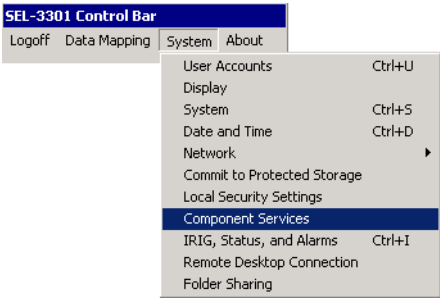 SEL-3301 Control Bar
Logoff Data Mapping System About
User Accounts Ctrl+U
Display
System Ctrl+S
Date and Time Ctrl+D
Network
Commit to Protected Storage
Local Security Settings
Component Services
IRIG, Status, and Alarms Ctrl+I
Remote Desktop Connection
Folder Sharing